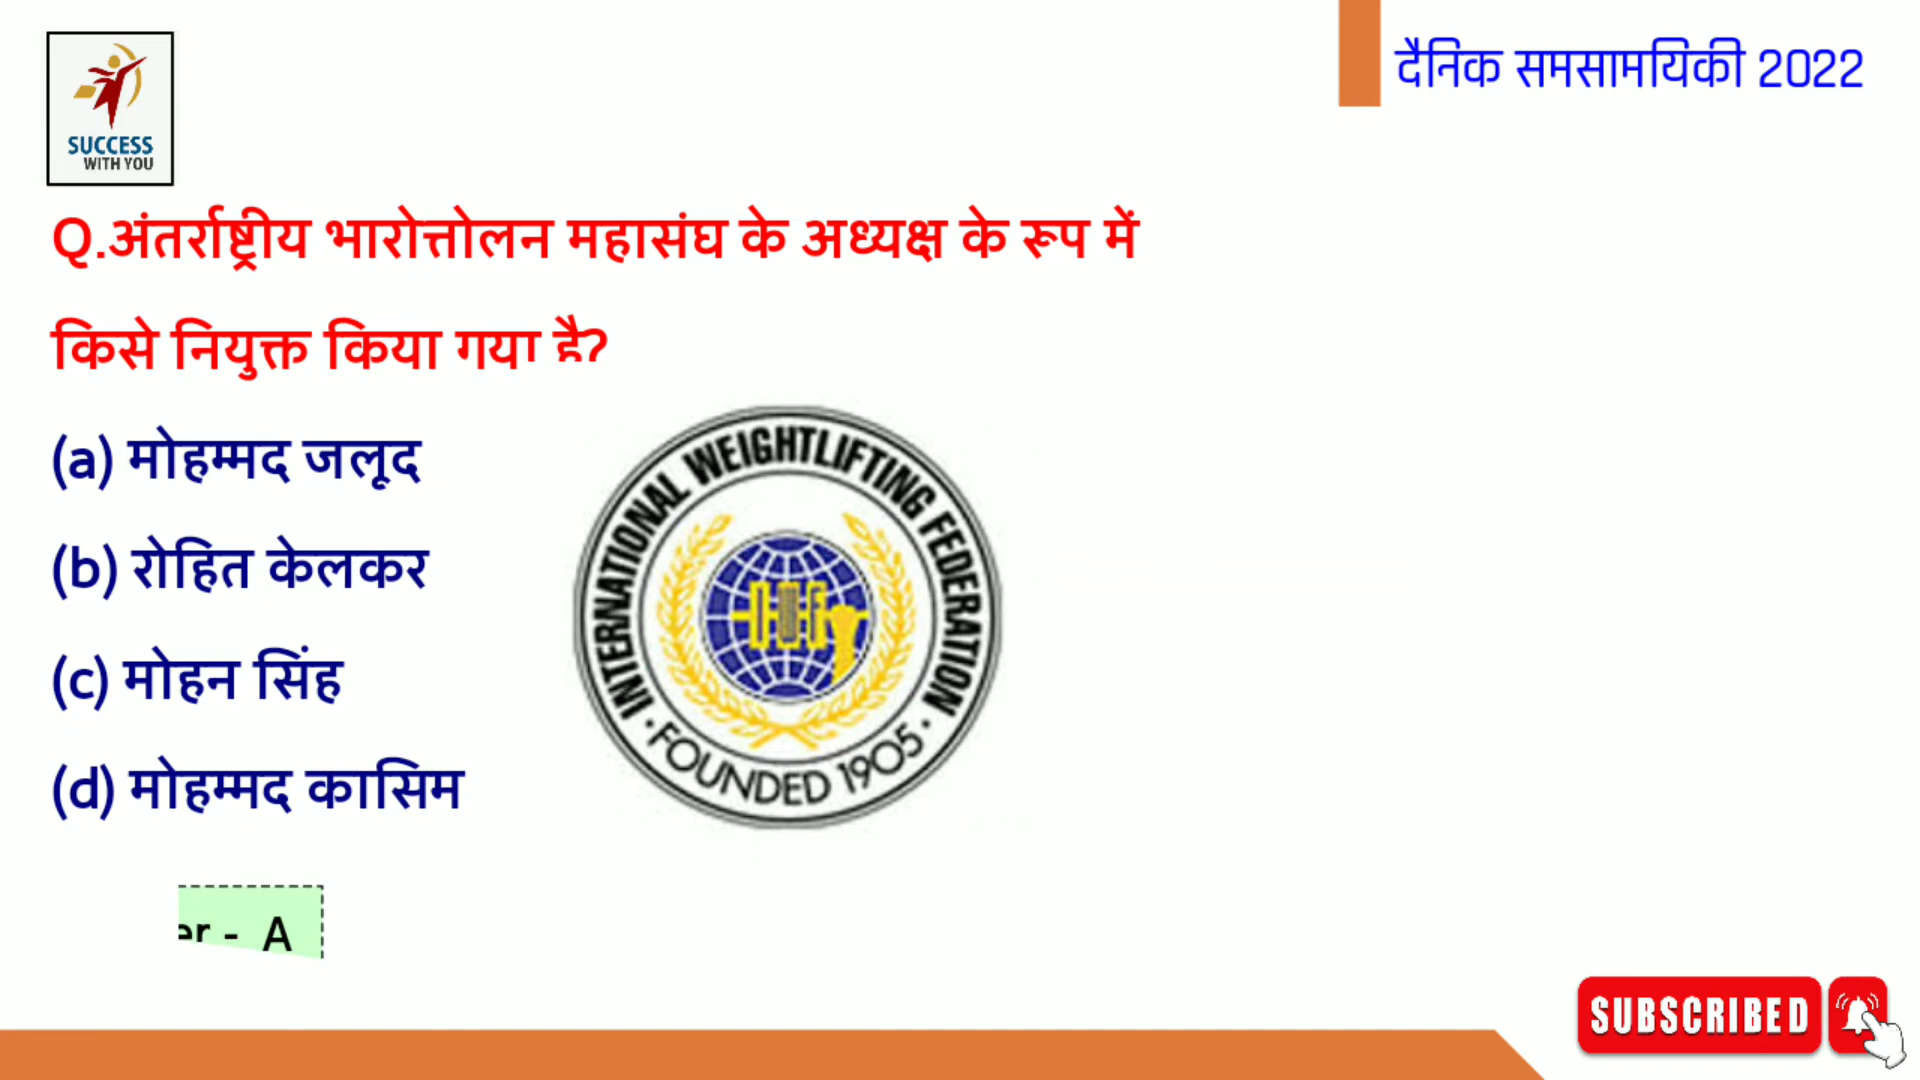 SUCCESS
WITH YOU
दैनिक समसामयिकी 2022
Q.अंतर्राष्ट्रीय भारोत्तोलन महासंघ के अध्यक्ष के रूप में
किसे नियुक्त किया गया है?
(a) मोहम्मद जलूद
(b) रोहित केलकर
(c) मोहन सिंह
(d) मोहम्मद कासिम
INTERNATIONAL WEIGHTLIFTING FEDERATION
IWF
· FOUNDED 1905 ·
er - A
SUBSCRIBED